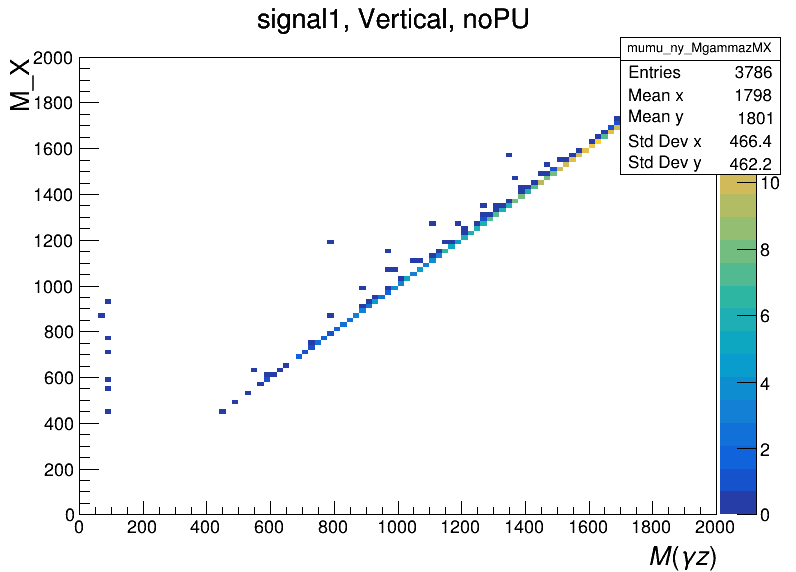 signal1, Vertical, noPU
mumu_ny_MgammazMX
Entries 3786
Mean x 1798
Mean y 1801
Std Dev x 466.4
Std Dev y 462.2
M_X
2000
1800
1600
1400
1200
1000
800
600
400
200
0
10
8
6
4
2
0
0 200 400 600 800 1000 1200 1400 1600 1800 2000
M(γz)